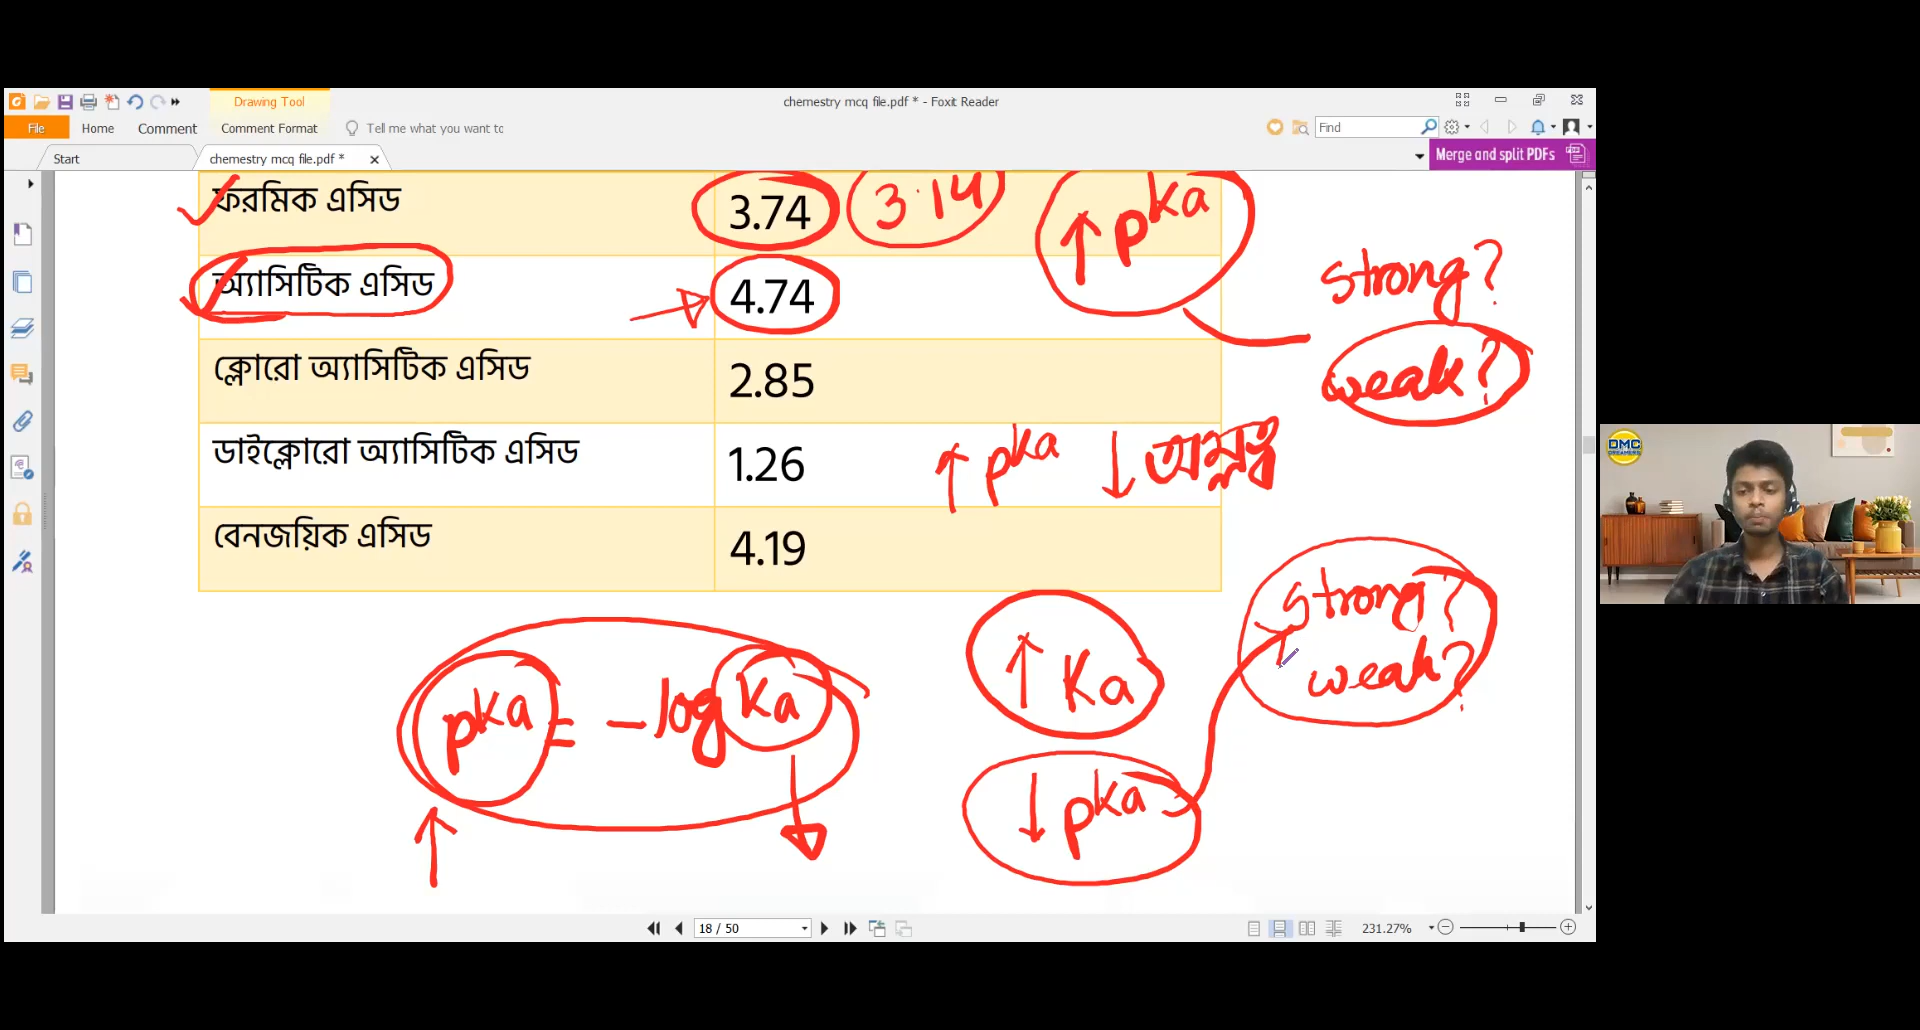 Drawing Tool
chemestry mcq file.pdf * - Foxit Reader
File Home Comment Comment Format Tell me what you want to Find
Start chemestry mcq file.pdf * Merge and split PDFs
ফরমিক এসিড 3.74 3.14 ↑ pka
strong?
অ্যাসিটিক এসিড 4.74
weak?
ক্লোরো অ্যাসিটিক এসিড 2.85
ডাইক্লোরো অ্যাসিটিক এসিড 1.26 ↑ pka ↓ অম্লত্ব
বেনজয়িক এসিড 4.19
strong?
weak?
pKa = -log Ka ↑ Ka
↓ pka
DMC
DREAMERS
18 / 50 231.27%